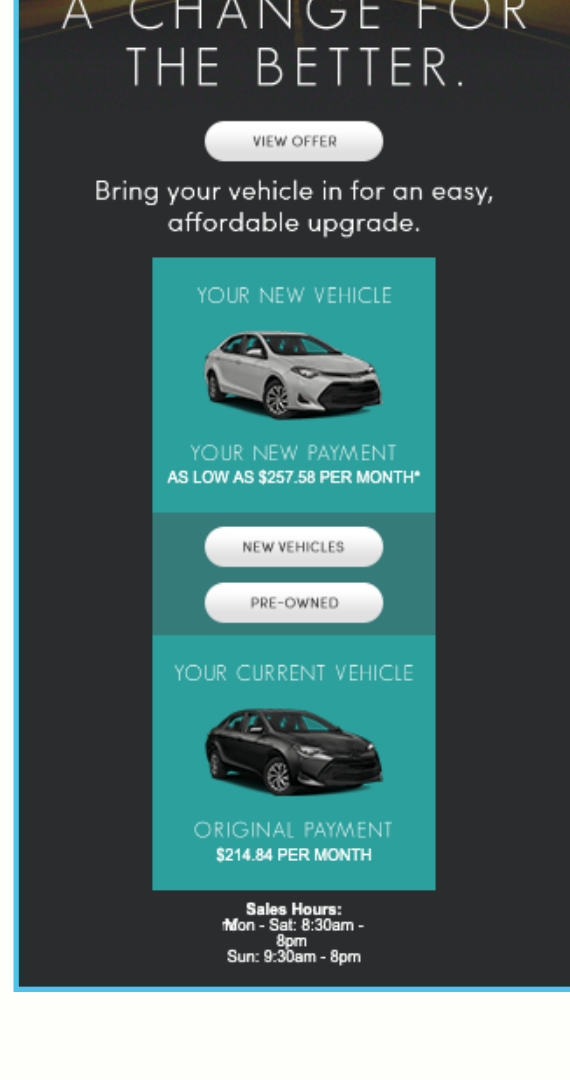 A CHANGE FOR
THE BETTER.
VIEW OFFER
Bring your vehicle in for an easy,
affordable upgrade.
YOUR NEW VEHICLE
YOUR NEW PAYMENT
AS LOW AS $257.58 PER MONTH*
NEW VEHICLES
PRE-OWNED
YOUR CURRENT VEHICLE
ORIGINAL PAYMENT
$214.84 PER MONTH
Sales Hours:
Mon - Sat: 8:30am -
8pm
Sun: 9:30am - 8pm